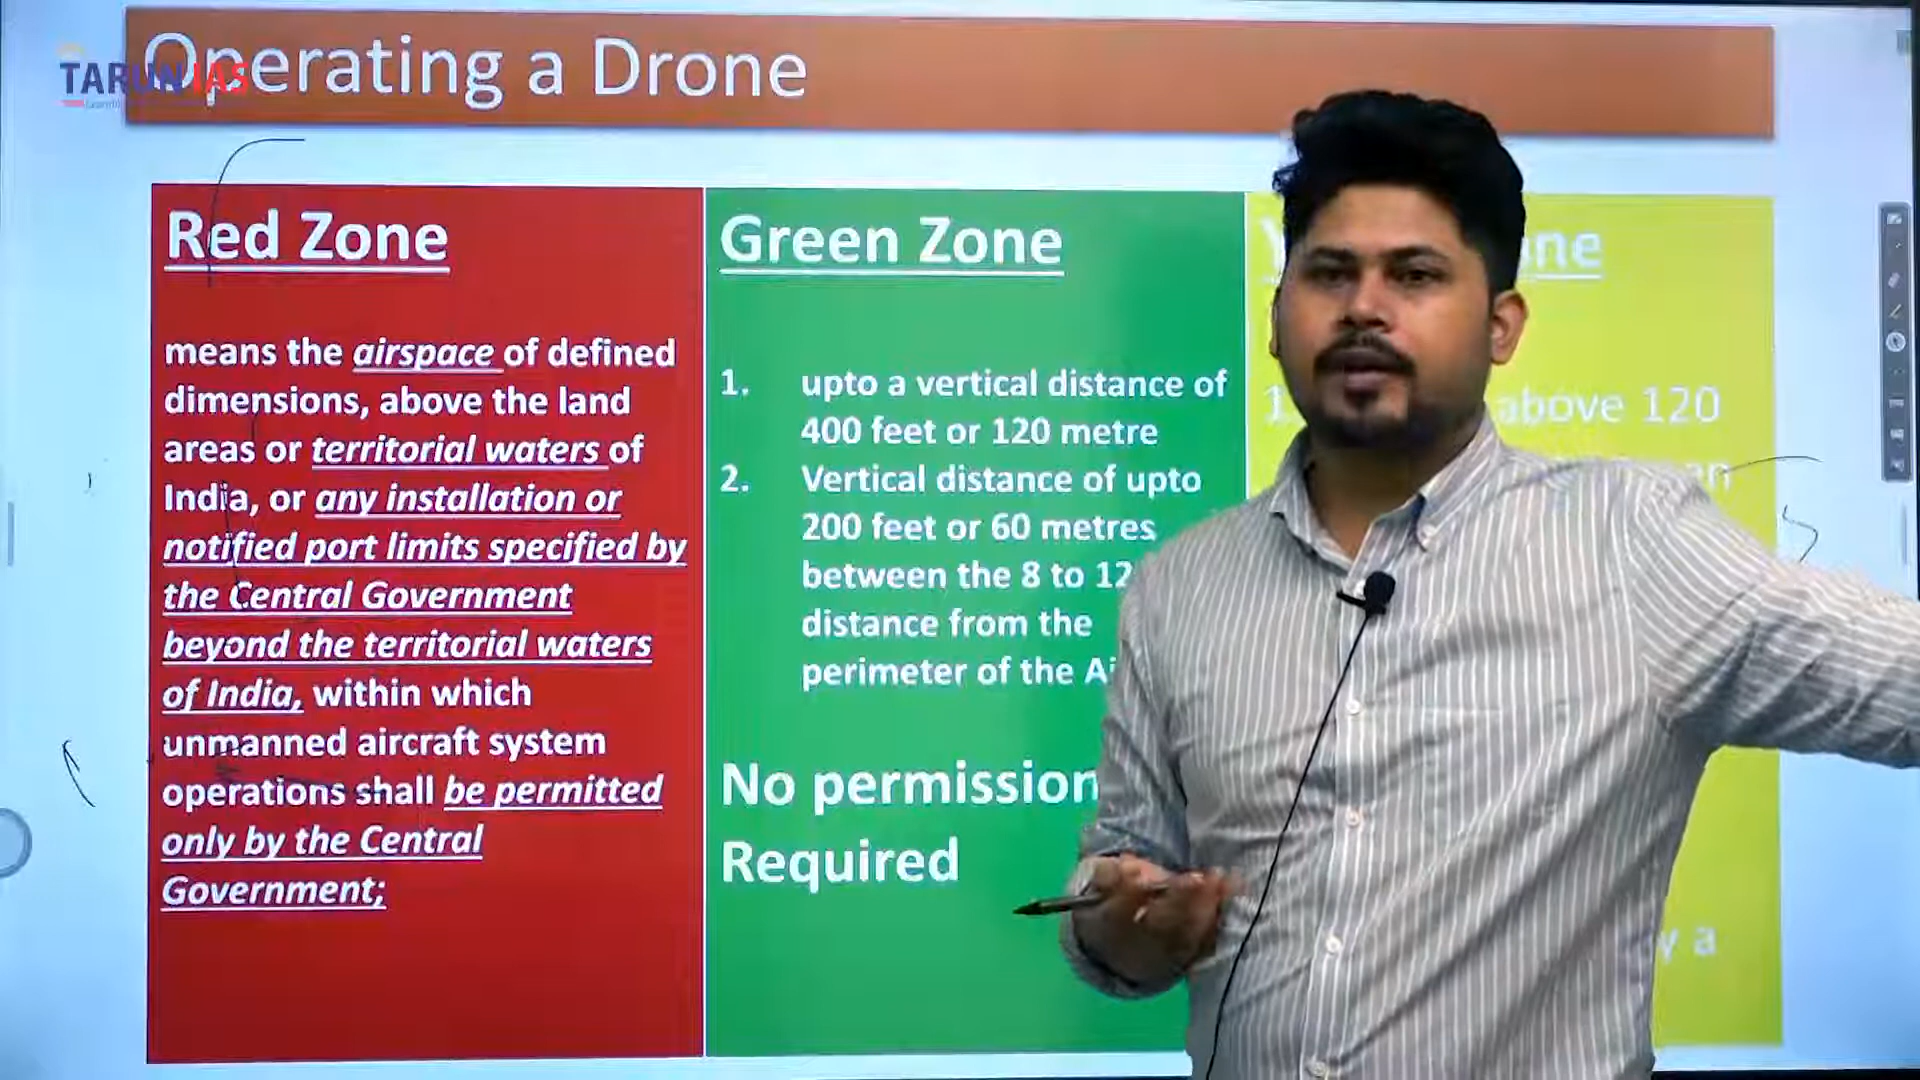 Operating a Drone
TARUN IAS
Red Zone
means the airspace of defined
dimensions, above the land
areas or territorial waters of
India, or any installation or
notified port limits specified by
the Central Government
beyond the territorial waters
of India, within which
unmanned aircraft system
operations shall be permitted
only by the Central
Government;
Green Zone
1. upto a vertical distance of
400 feet or 120 metre
2. Vertical distance of upto
200 feet or 60 metres
between the 8 to 12
distance from the
perimeter of the
No permission
Required
above 120